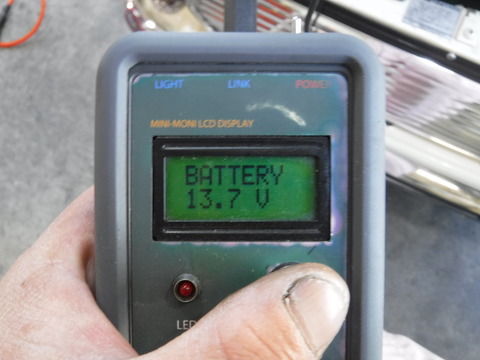 LIGHT LINK POWER
MINI-MONI LCD DISPLAY
BATTERY
13.7 V
LED